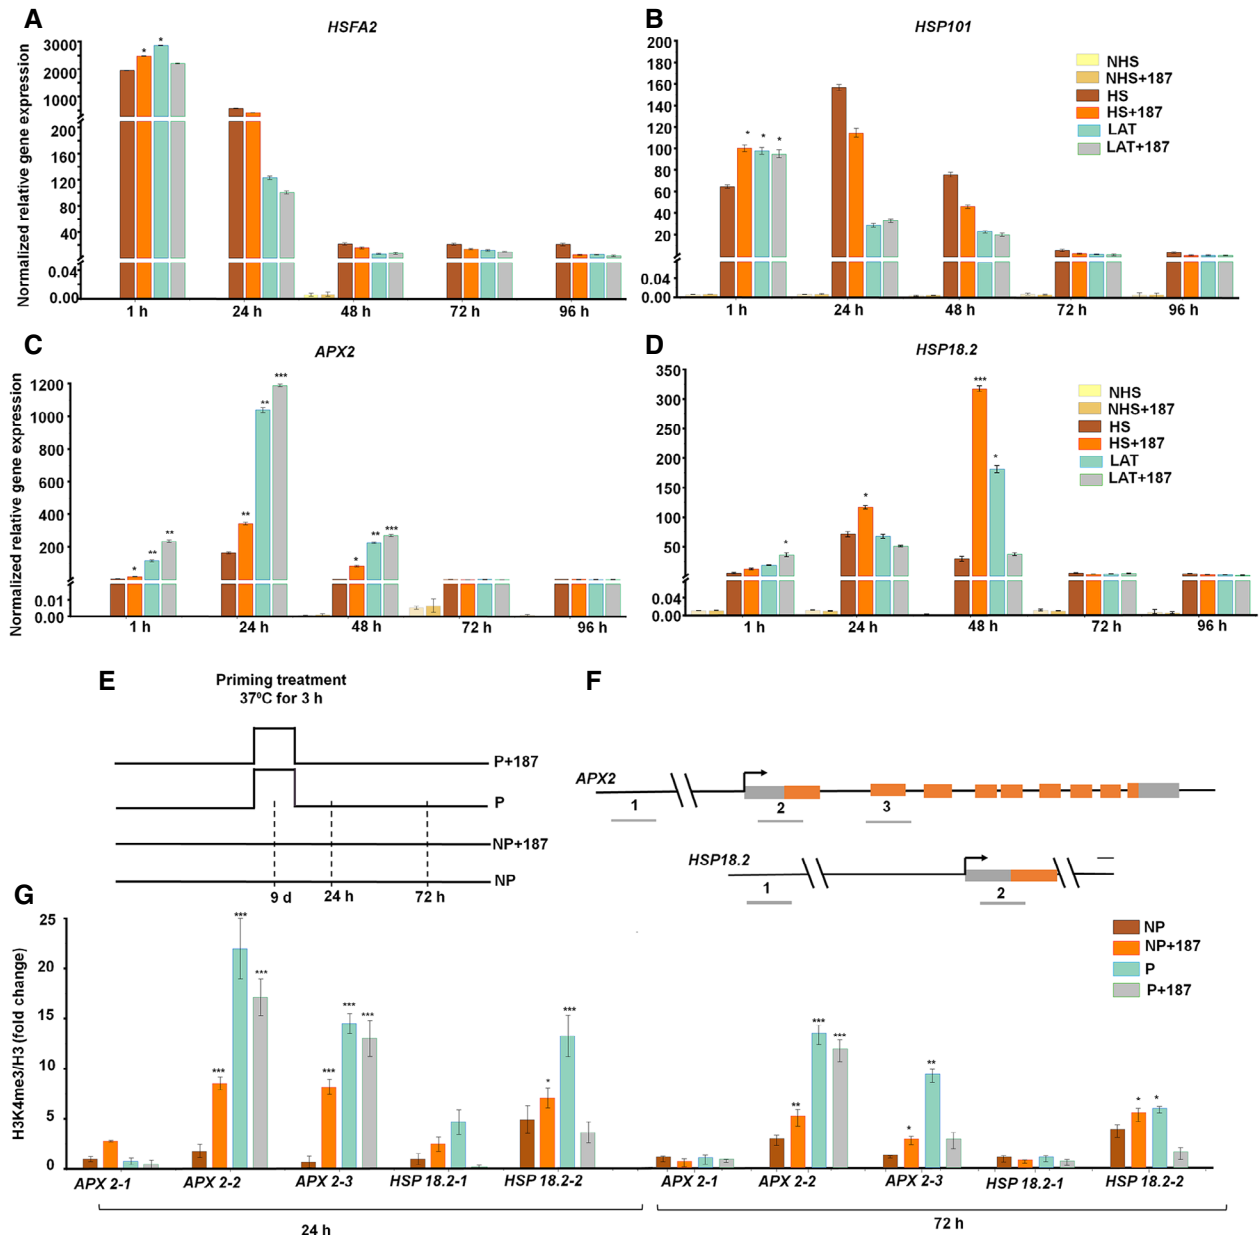 A
HSFA2
Normalized relative gene expression
3000
2000
1000
200
160
120
80
40
0.04
0.00
* *
1 h 24 h 48 h 72 h 96 h
B
HSP101
200
180
160
140
120
100
80
60
40
20
0.04
0.00
* * *
1 h 24 h 48 h 72 h 96 h
NHS
NHS+187
HS
HS+187
LAT
LAT+187
C
APX2
Normalized relative gene expression
1200
1000
800
600
400
200
0.01
0.00
* ** **
** ** ***
* ** ***
1 h 24 h 48 h 72 h 96 h
D
HSP18.2
350
300
250
200
150
100
50
0.04
0.00
*
*
*** *
1 h 24 h 48 h 72 h 96 h
NHS
NHS+187
HS
HS+187
LAT
LAT+187
E
Priming treatment
37ºC for 3 h
P+187
P
NP+187
NP
9 d 24 h 72 h
F
APX2
1 2 3
HSP18.2
1 2
G
H3K4me3/H3 (fold change)
25
20
15
10
5
0
*** *** ***
*** *** ***
* ***
** *** ***
* **
* *
APX 2-1 APX 2-2 APX 2-3 HSP 18.2-1 HSP 18.2-2
24 h
APX 2-1 APX 2-2 APX 2-3 HSP 18.2-1 HSP 18.2-2
72 h
NP
NP+187
P
P+187